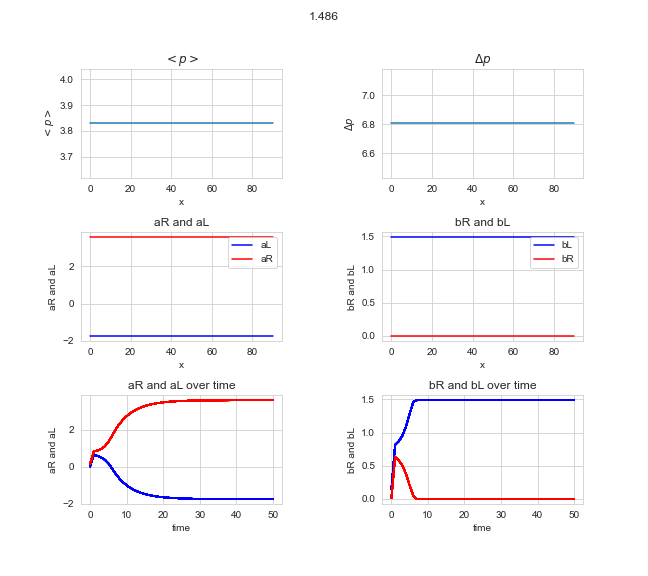 1.486
< p >
Δp
4.0
3.9
3.8
3.7
< p >
0 20 40 60 80
x
7.0
6.8
6.6
Δp
0 20 40 60 80
x
aR and aL
bR and bL
2
0
−2
aR and aL
aL
aR
0 20 40 60 80
x
1.5
1.0
0.5
0.0
bR and bL
bL
bR
0 20 40 60 80
x
aR and aL over time
bR and bL over time
2
0
−2
aR and aL
0 10 20 30 40 50
time
1.5
1.0
0.5
0.0
bR and bL
0 10 20 30 40 50
time